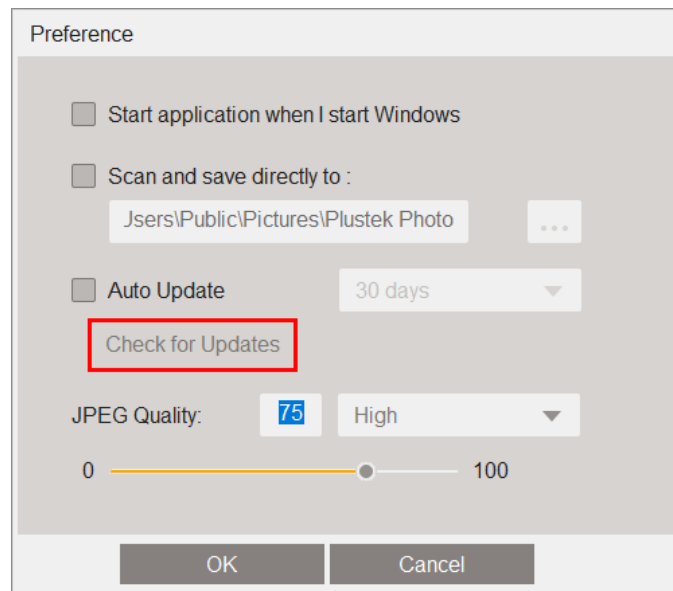 Preference
Start application when I start Windows
Scan and save directly to :
Jsers\Public\Pictures\Plustek Photo
...
Auto Update
30 days
Check for Updates
JPEG Quality:
75
High
0
100
OK
Cancel